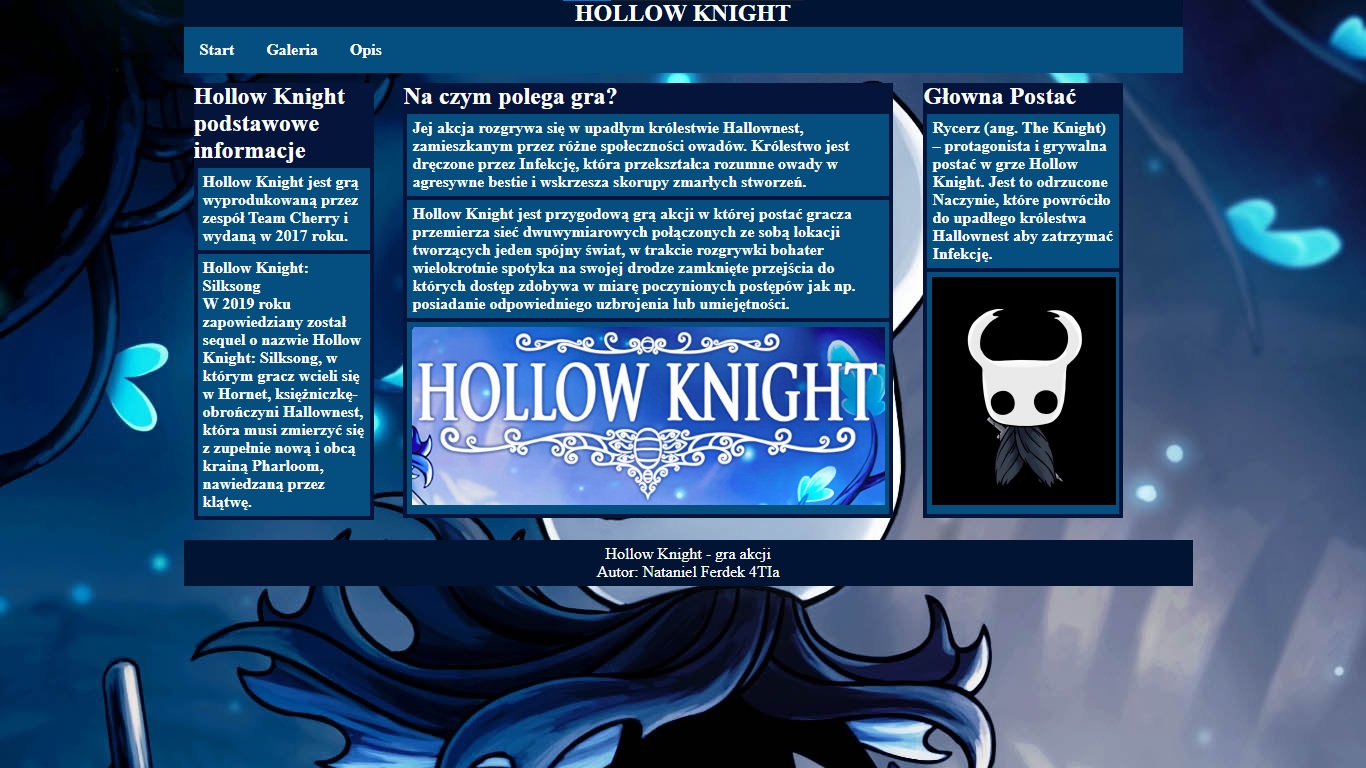 HOLLOW KNIGHT
Start Galeria Opis
Hollow Knight
podstawowe
informacje
Hollow Knight jest grą
wyprodukowaną przez
zespół Team Cherry i
wydaną w 2017 roku.
Hollow Knight:
Silksong
W 2019 roku
zapowiedziany został
sequel o nazwie Hollow
Knight: Silksong, w
którym gracz wcieli się
w Hornet, księżniczkę-
obrończyni Hallownest,
która musi zmierzyć się
z zupełnie nową i obcą
krainą Pharloom,
nawiedzaną przez
klątwę.
Na czym polega gra?
Jej akcja rozgrywa się w upadłym królestwie Hallownest,
zamieszkanym przez różne społeczności owadów. Królestwo jest
dręczone przez Infekcję, która przekształca rozumne owady w
agresywne bestie i wskrzesza skorupy zmarłych stworzeń.
Hollow Knight jest przygodową grą akcji w której postać gracza
przemierza sieć dwuwymiarowych połączonych ze sobą lokacji
tworzących jeden spójny świat, w trakcie rozgrywki bohater
wielokrotnie spotyka na swojej drodze zamknięte przejścia do
których dostęp zdobywa w miarę poczynionych postępów jak np.
posiadanie odpowiedniego uzbrojenia lub umiejętności.
HOLLOW KNIGHT
Głowna Postać
Rycerz (ang. The Knight)
– protagonista i grywalna
postać w grze Hollow
Knight. Jest to odrzucone
Naczynie, które powróciło
do upadłego królestwa
Hallownest aby zatrzymać
Infekcję.
Hollow Knight - gra akcji
Autor: Nataniel Ferdek 4TIa